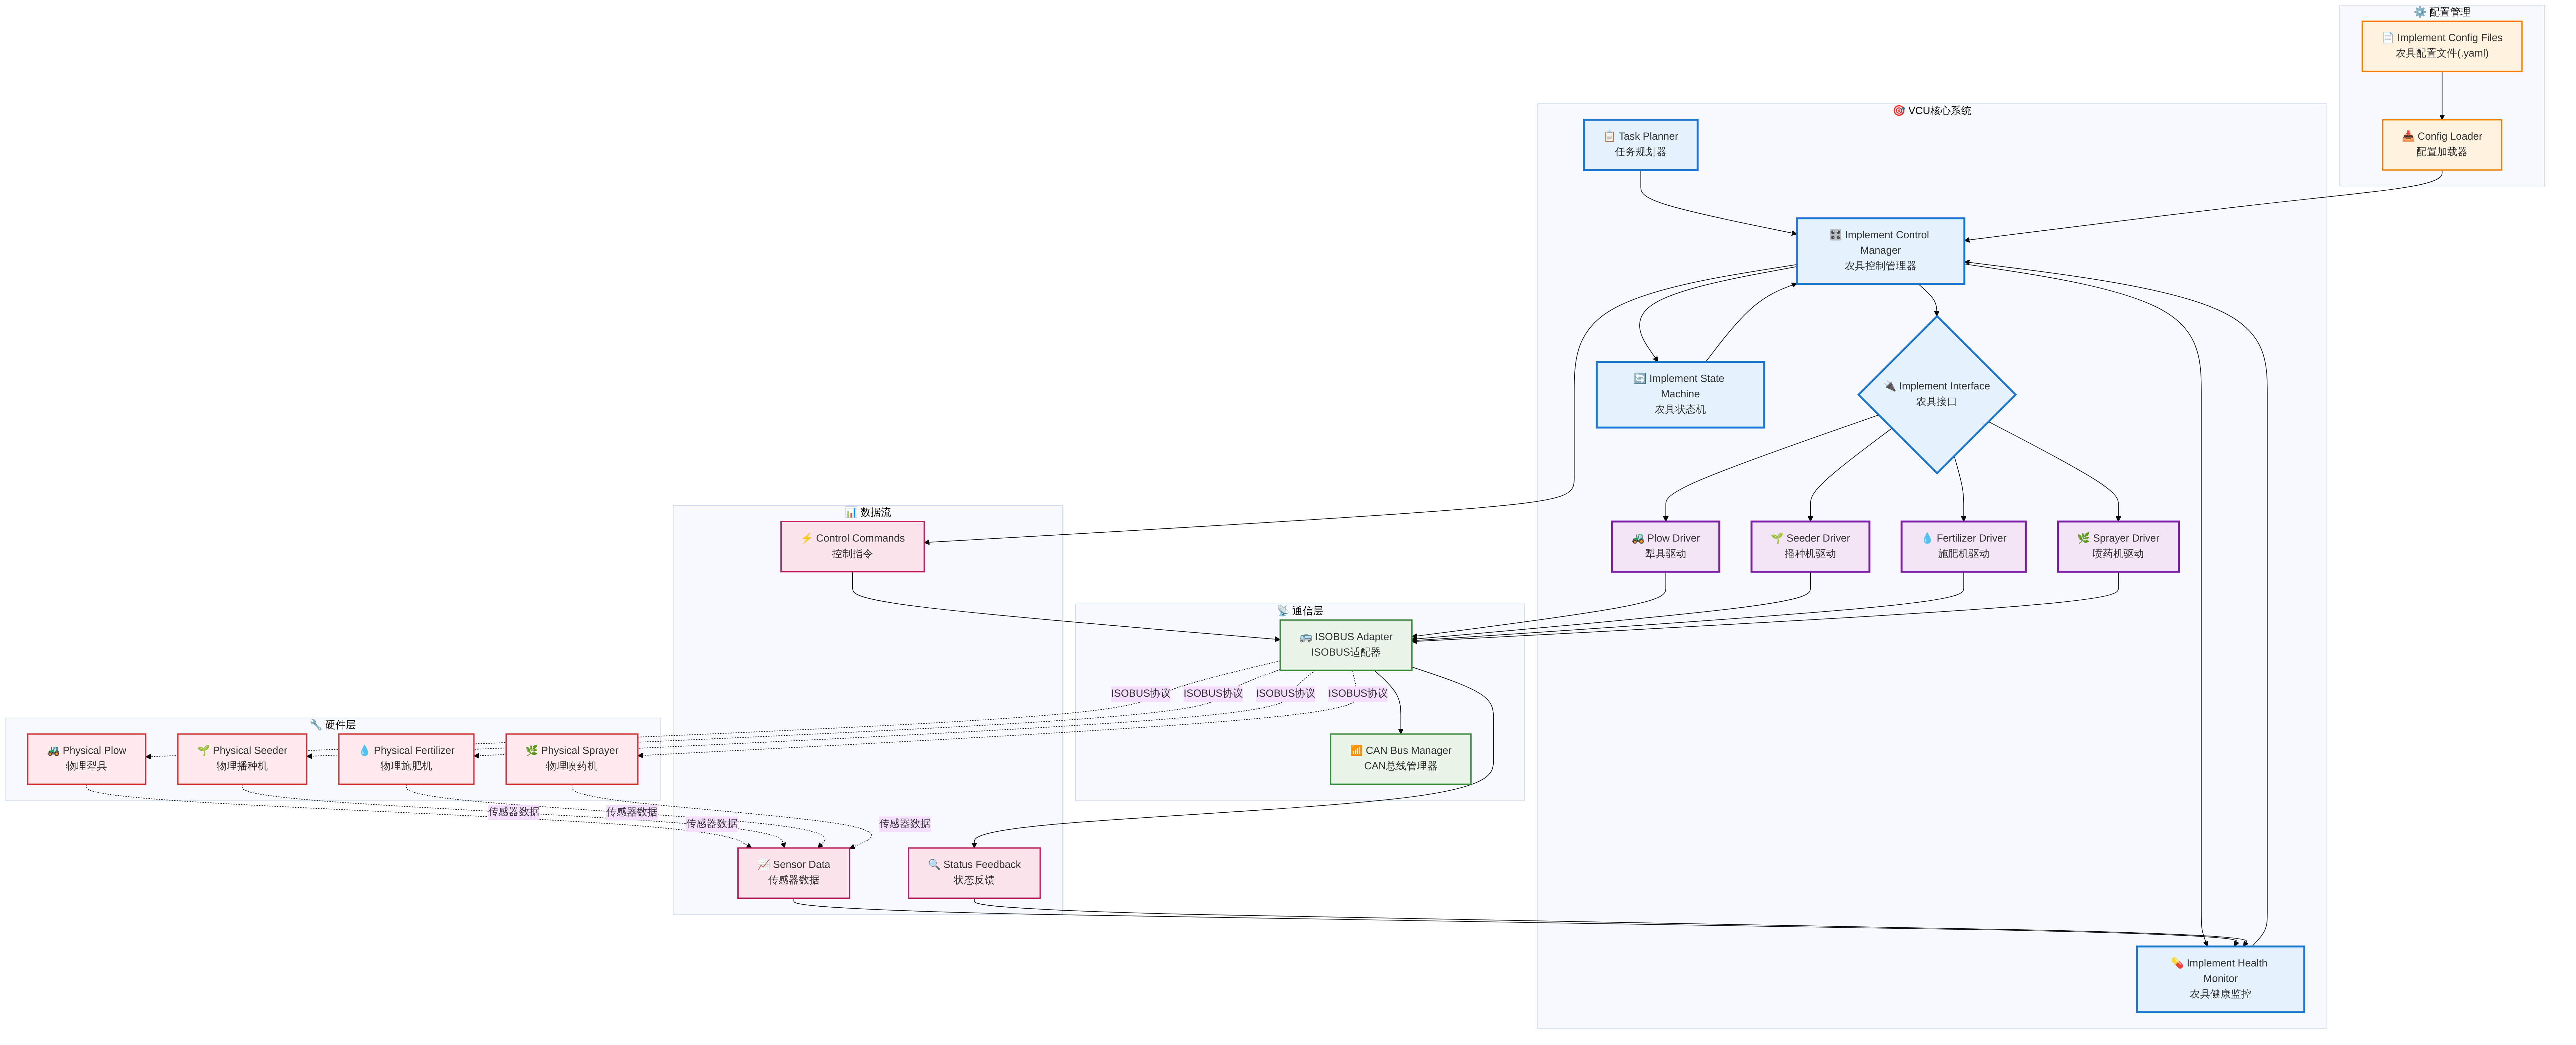 ⚙️ 配置管理
📄 Implement Config Files
农具配置文件(.yaml)
📥 Config Loader
配置加载器
🎯 VCU核心系统
📋 Task Planner
任务规划器
🎛️ Implement Control
Manager
农具控制管理器
🔄 Implement State
Machine
农具状态机
🔌 Implement Interface
农具接口
🚜 Plow Driver
犁具驱动
🌱 Seeder Driver
播种机驱动
💧 Fertilizer Driver
施肥机驱动
🌿 Sprayer Driver
喷药机驱动
📊 数据流
⚡ Control Commands
控制指令
📡 通信层
🚌 ISOBUS Adapter
ISOBUS适配器
ISOBUS协议
ISOBUS协议
ISOBUS协议
ISOBUS协议
📶 CAN Bus Manager
CAN总线管理器
🔧 硬件层
🚜 Physical Plow
物理犁具
🌱 Physical Seeder
物理播种机
💧 Physical Fertilizer
物理施肥机
🌿 Physical Sprayer
物理喷药机
传感器数据
传感器数据
传感器数据
传感器数据
📈 Sensor Data
传感器数据
🔍 Status Feedback
状态反馈
💊 Implement Health
Monitor
农具健康监控